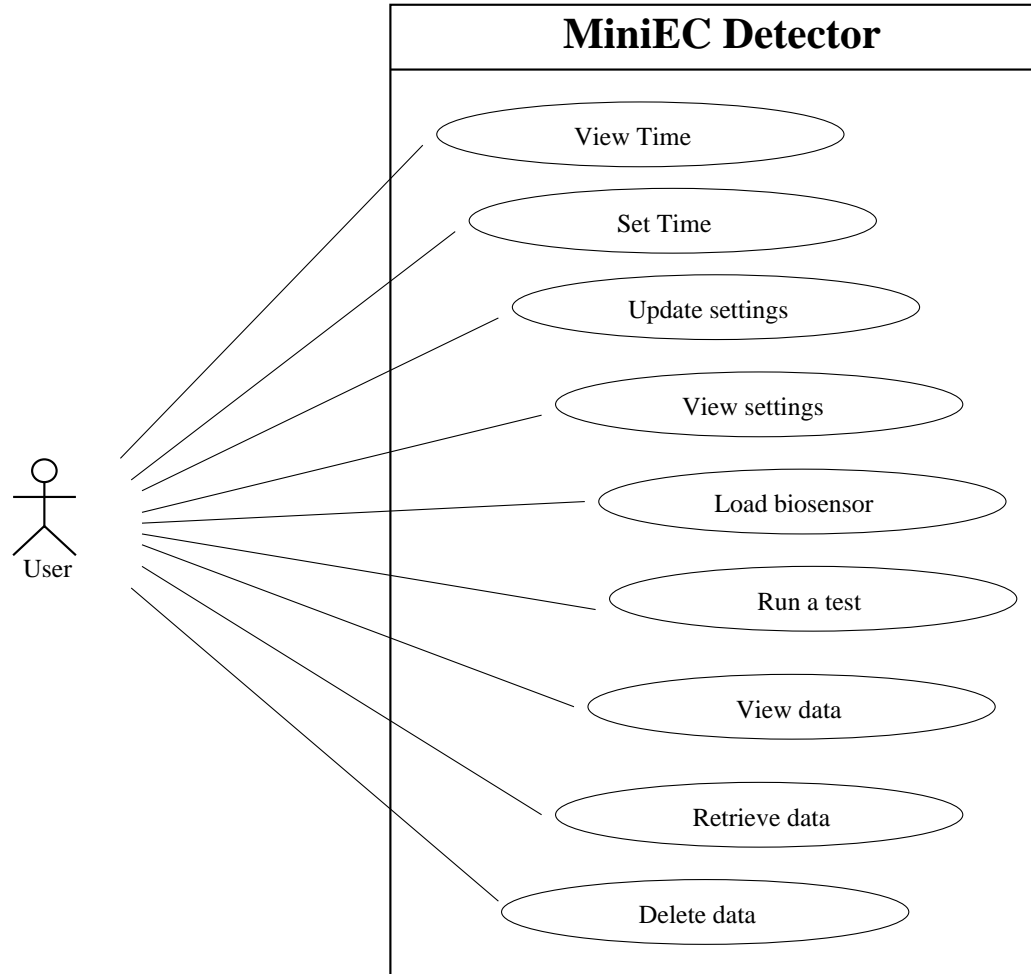 MiniEC Detector
View Time
Set Time
Update settings
View settings
Load biosensor
User
Run a test
View data
Retrieve data
Delete data